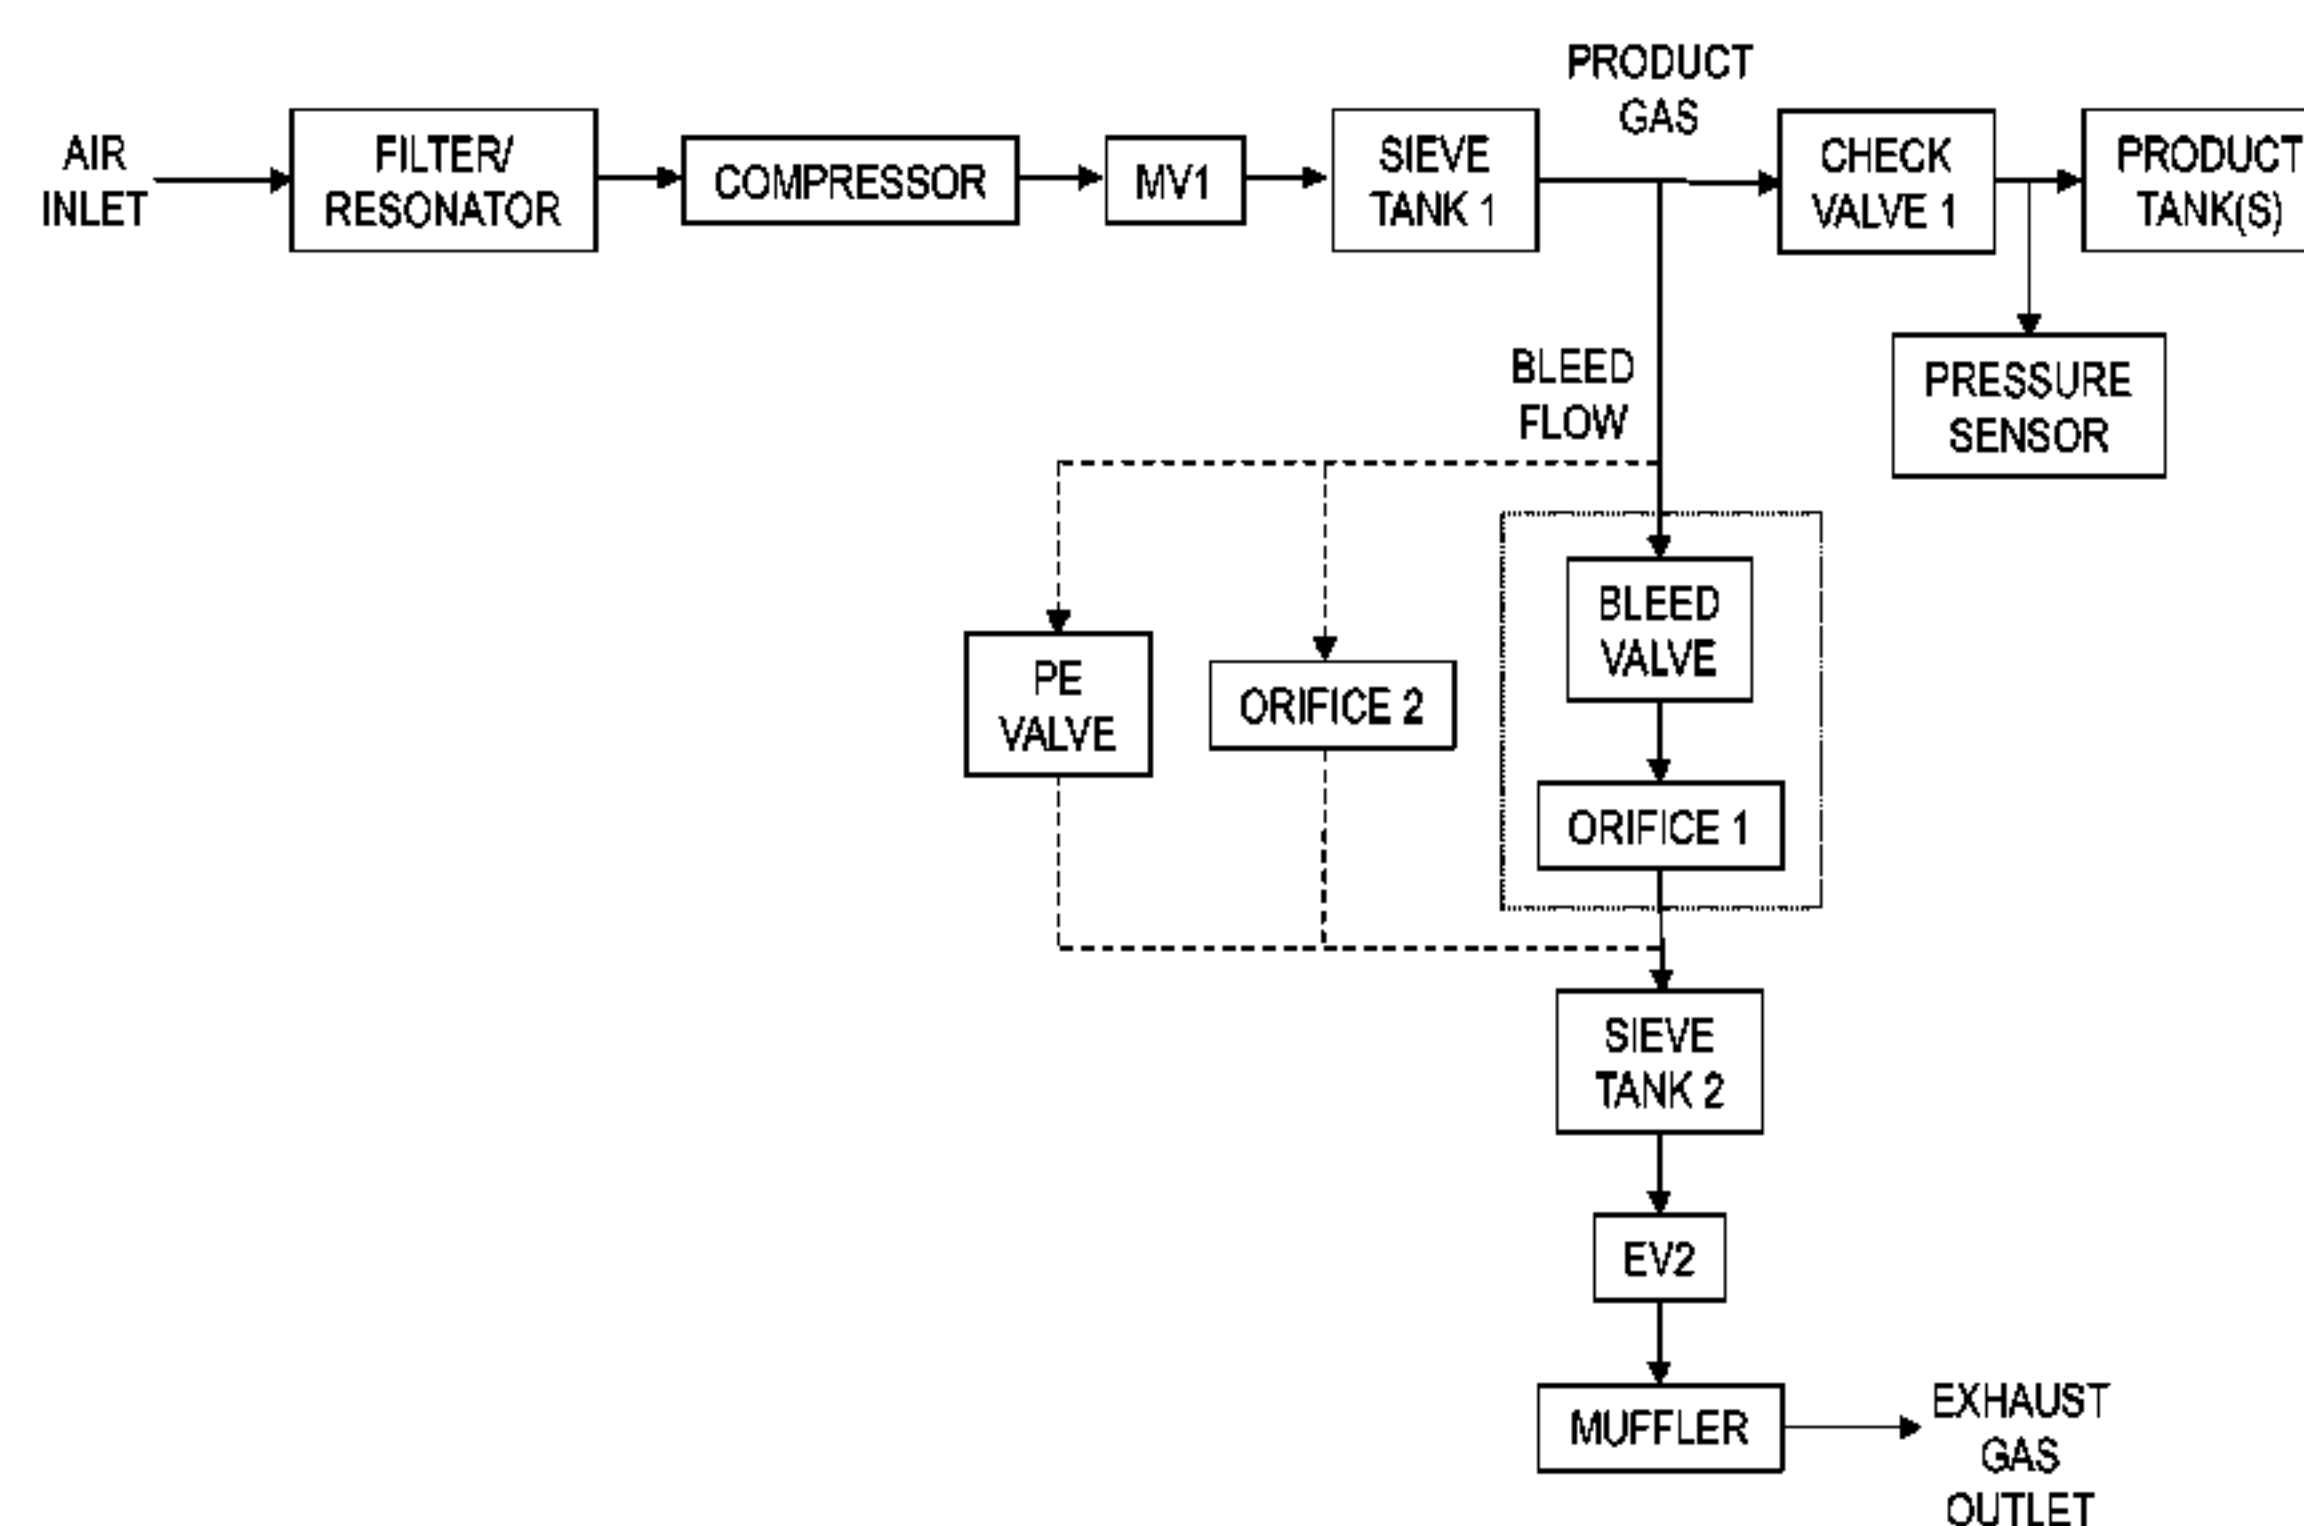 PRODUCT
GAS
AIR
INLET
FILTER/
RESONATOR
COMPRESSOR
MV1
SIEVE
TANK 1
CHECK
VALVE 1
PRODUCT
TANK(S)
PRESSURE
SENSOR
BLEED
FLOW
BLEED
VALVE
PE
VALVE
ORIFICE 2
ORIFICE 1
SIEVE
TANK 2
EV2
MUFFLER
EXHAUST
GAS
OUTLET